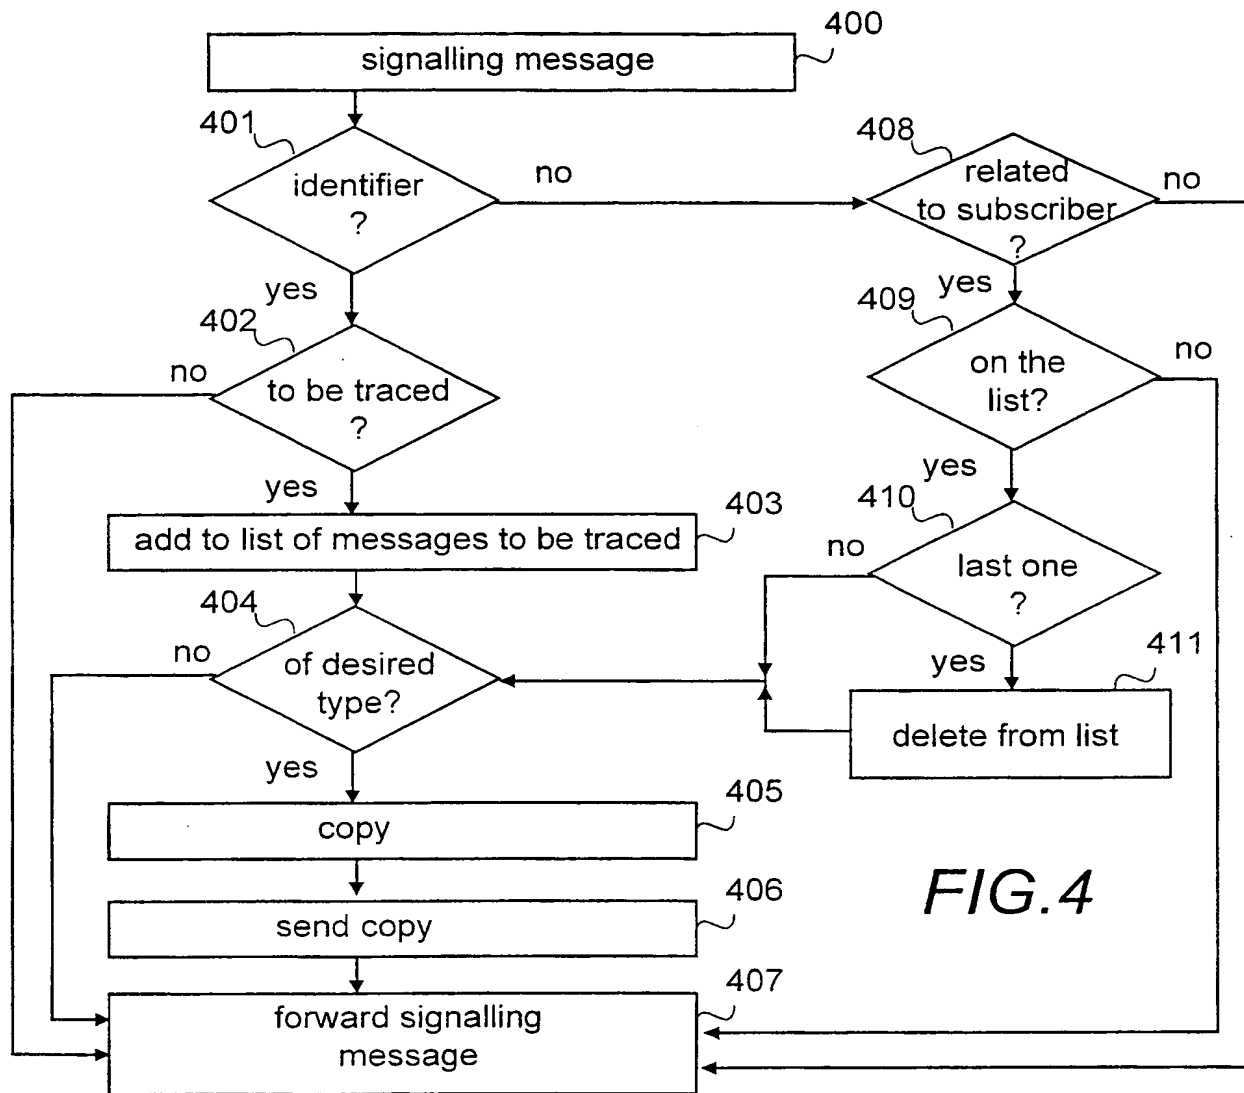 400
signalling message
401
identifier
?
no
408
related
to subscriber
?
no
yes
402
to be traced
?
no
yes
409
on the
list?
no
yes
403
add to list of messages to be traced
410
last one
?
no
yes
404
of desired
type?
no
yes
411
delete from list
405
copy
406
send copy
407
forward signalling
message
FIG.4